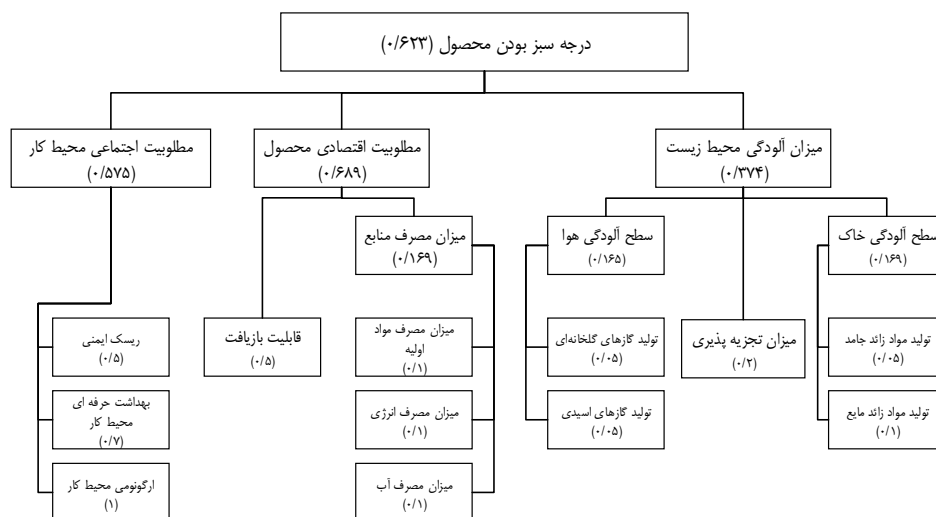 درجه سبز بودن محصول (۰/۶۲۳)
میزان آلودگی محیط زیست
(۰/۳۷۴)
مطلوبیت اقتصادی محصول
(۰/۶۸۹)
مطلوبیت اجتماعی محیط کار
(۰/۵۷۵)
سطح آلودگی خاک
(۰/۱۶۹)
سطح آلودگی هوا
(۰/۱۶۵)
میزان مصرف منابع
(۰/۱۶۹)
تولید مواد زائد جامد
(۰/۰۵)
میزان تجزیه پذیری
(۰/۲)
تولید گازهای گلخانه‌ای
(۰/۰۵)
میزان مصرف مواد
اولیه
(۰/۱)
قابلیت بازیافت
(۰/۵)
ریسک ایمنی
(۰/۵)
تولید مواد زائد مایع
(۰/۱)
تولید گازهای اسیدی
(۰/۰۵)
میزان مصرف انرژی
(۰/۱)
بهداشت حرفه ای
محیط کار
(۰/۷)
میزان مصرف آب
(۰/۱)
ارگونومی محیط کار
(۱)